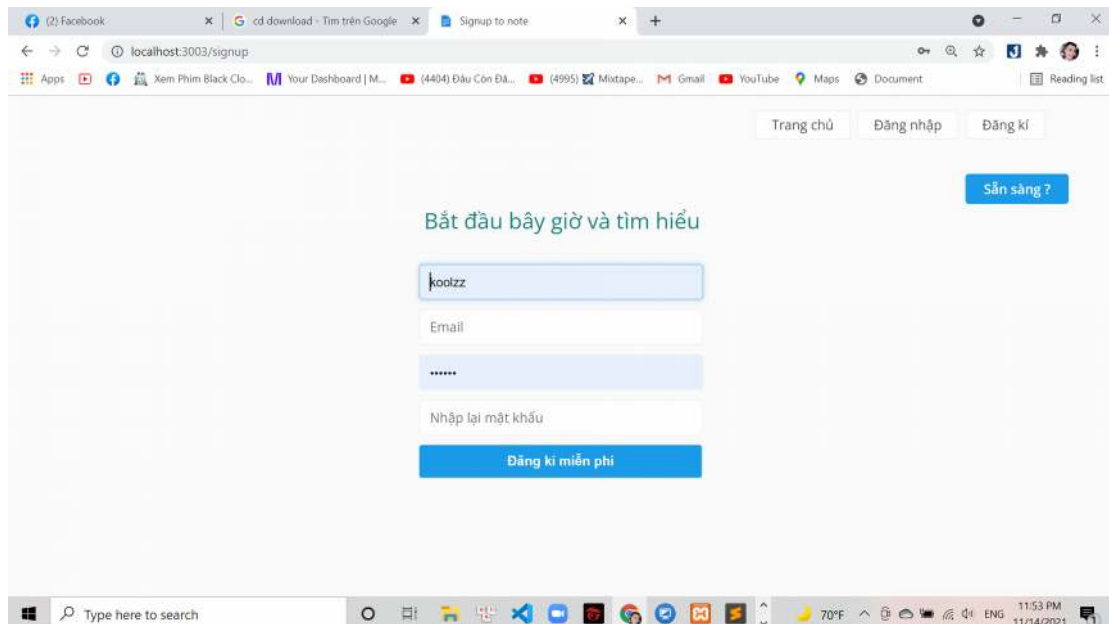 (2) Facebook
cd download - Tìm trên Google
Signup to note
localhost:3003/signup
Apps
Xem Phim Black Clo...
Your Dashboard | M...
(4404) Đâu Còn Đâ...
(4995) Mixtape...
Gmail
YouTube
Maps
Document
Reading list
Trang chủ
Đăng nhập
Đăng kí
Sẵn sàng ?
Bắt đầu bây giờ và tìm hiểu
koolzz
Email
••••••
Nhập lại mật khẩu
Đăng kí miễn phí
Type here to search
70°F
ENG
11:53 PM
11/14/2021